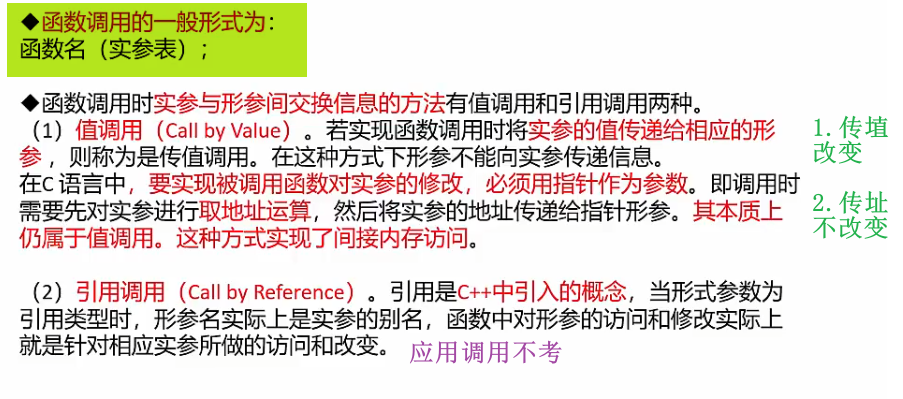 ◆函数调用的一般形式为：
函数名（实参表）；
◆函数调用时实参与形参间交换信息的方法有值调用和引用调用两种。
（1）值调用（Call by Value）。若实现函数调用时将实参的值传递给相应的形
参，则称为是传值调用。在这种方式下形参不能向实参传递信息。
在C 语言中，要实现被调用函数对实参的修改，必须用指针作为参数。即调用时
需要先对实参进行取地址运算，然后将实参的地址传递给指针形参。其本质上
仍属于值调用。这种方式实现了间接内存访问。
（2）引用调用（Call by Reference）。引用是C++中引入的概念，当形式参数为
引用类型时，形参名实际上是实参的别名，函数中对形参的访问和修改实际上
就是针对相应实参所做的访问和改变。
应用调用不考
1.传埴
改变
2.传址
不改变